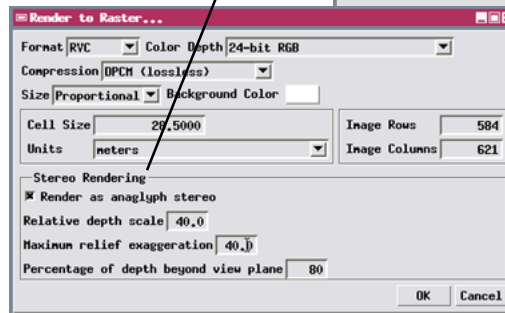 Render to Raster...
Format RVC Color Depth 24-bit RGB
Compression DPCM (lossless)
Size Proportional Background Color
Cell Size 28.5000
Units meters
Image Rows 584
Image Columns 621
Stereo Rendering
Render as anaglyph stereo
Relative depth scale 40.0
Maximum relief exaggeration 40.0
Percentage of depth beyond view plane 80
OK Cancel